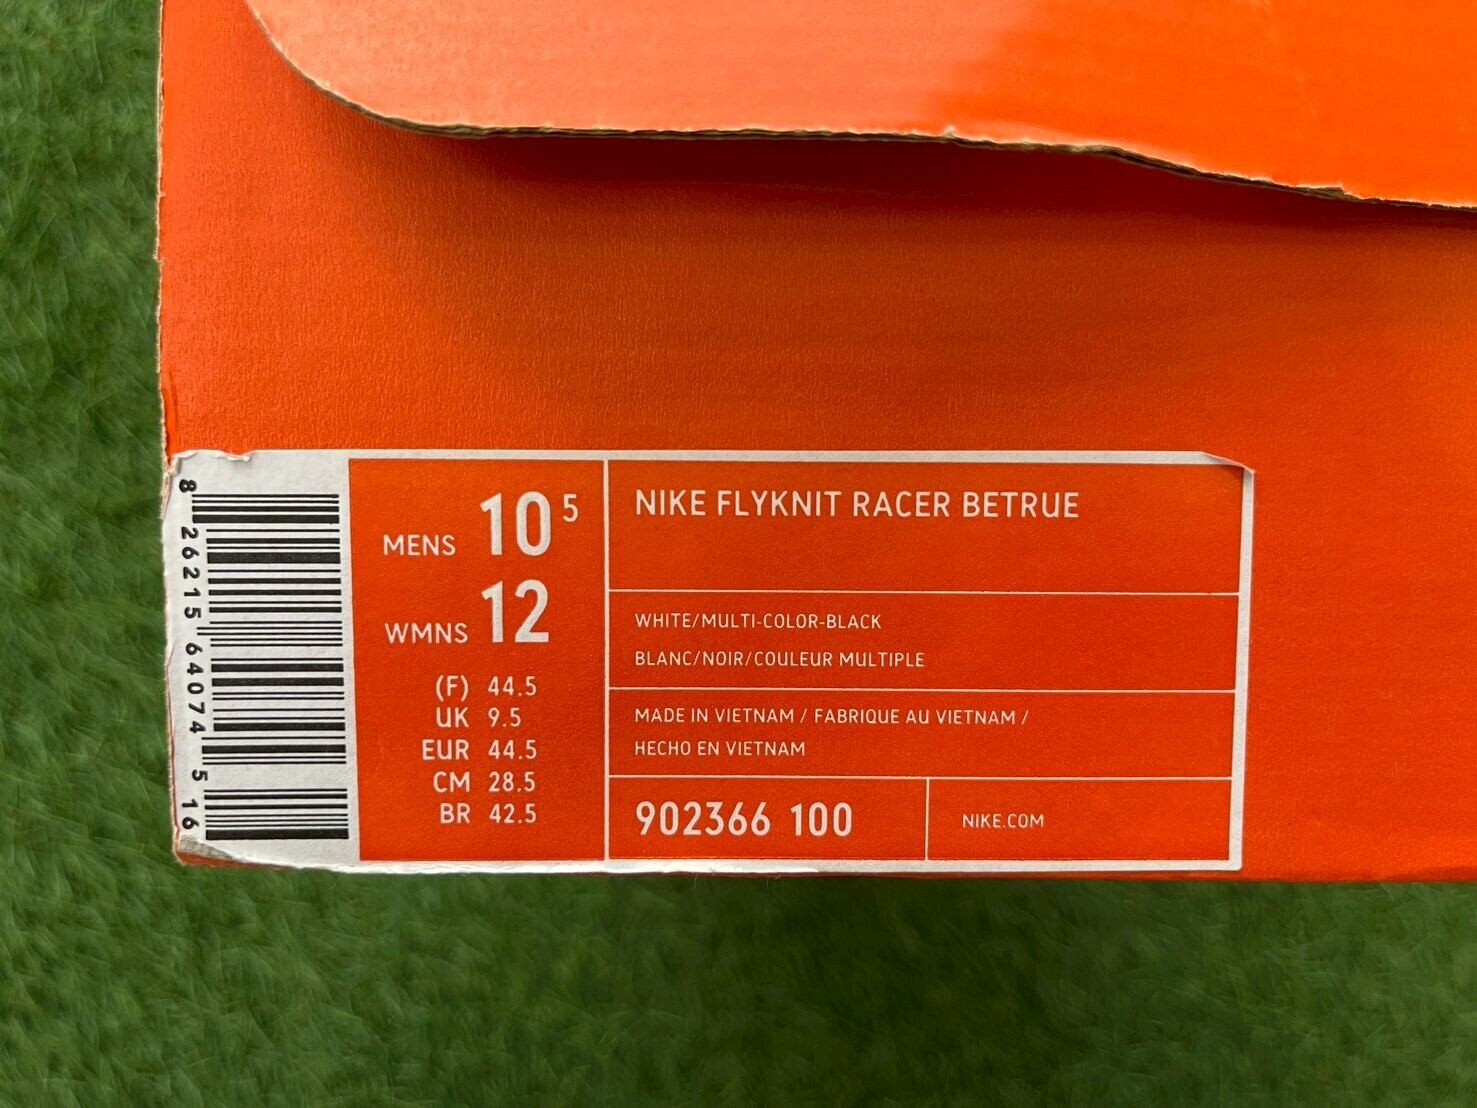 8 26215 64074 5 16
MENS 10 5
WMNS 12
(F) 44.5
UK 9.5
EUR 44.5
CM 28.5
BR 42.5
NIKE FLYKNIT RACER BETRUE
WHITE/MULTI-COLOR-BLACK
BLANC/NOIR/COULEUR MULTIPLE
MADE IN VIETNAM / FABRIQUE AU VIETNAM /
HECHO EN VIETNAM
902366 100
NIKE.COM